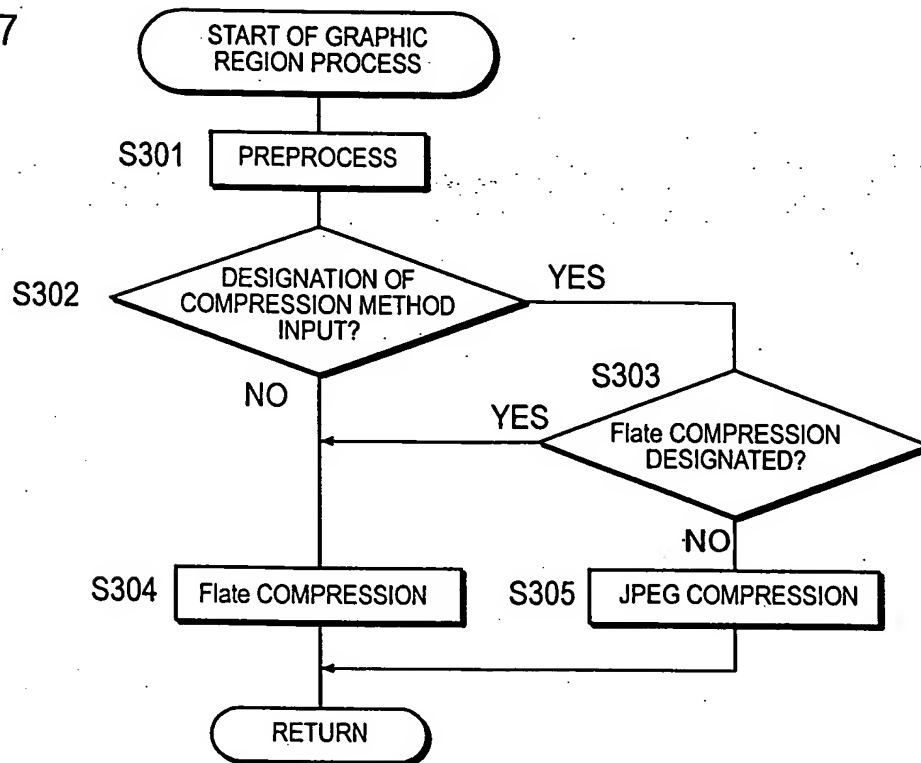 7
START OF GRAPHIC
REGION PROCESS
S301
PREPROCESS
S302
DESIGNATION OF
COMPRESSION METHOD
INPUT?
YES
NO
S303
YES
Flate COMPRESSION
DESIGNATED?
NO
S304
Flate COMPRESSION
S305
JPEG COMPRESSION
RETURN